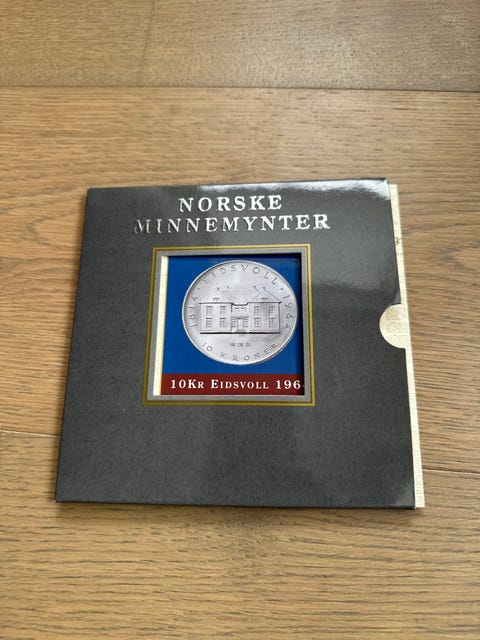 NORSKE
MINNEMYNTER
1814 · EIDSVOLL · 1964
10 KRONER
10KR EIDSVOLL 196